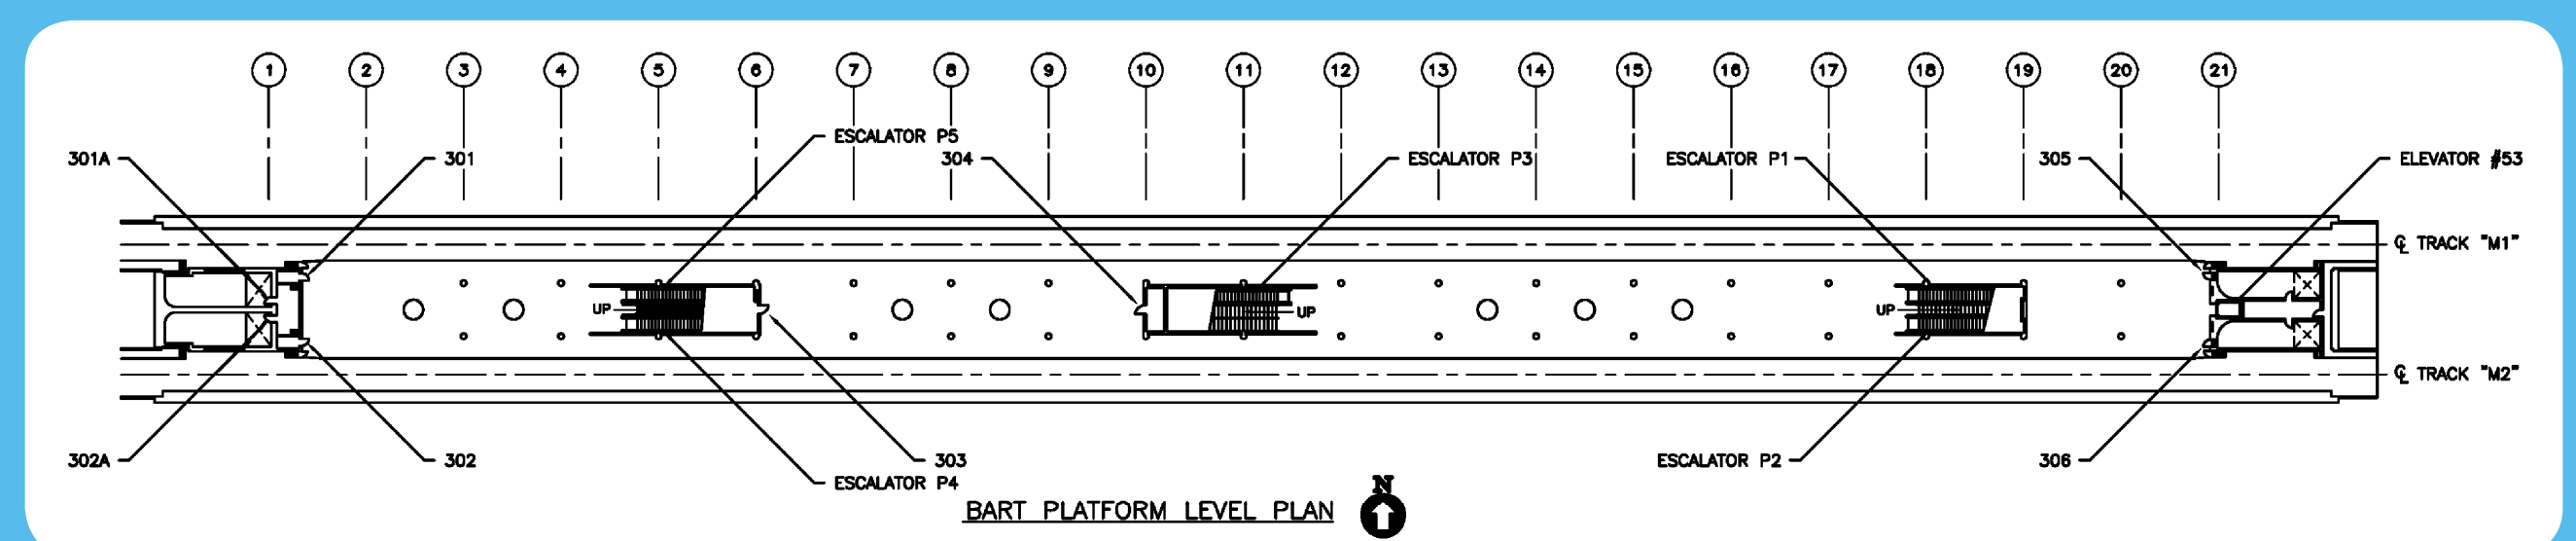 1 2 3 4 5 6 7 8 9 10 11 12 13 14 15 16 17 18 19 20 21
ESCALATOR P5
301A 301 304 ESCALATOR P3 ESCALATOR P1 305 ELEVATOR #53
℄ TRACK "M1"
UP UP UP
℄ TRACK "M2"
302A 302 303 ESCALATOR P2 306
ESCALATOR P4
N
BART PLATFORM LEVEL PLAN